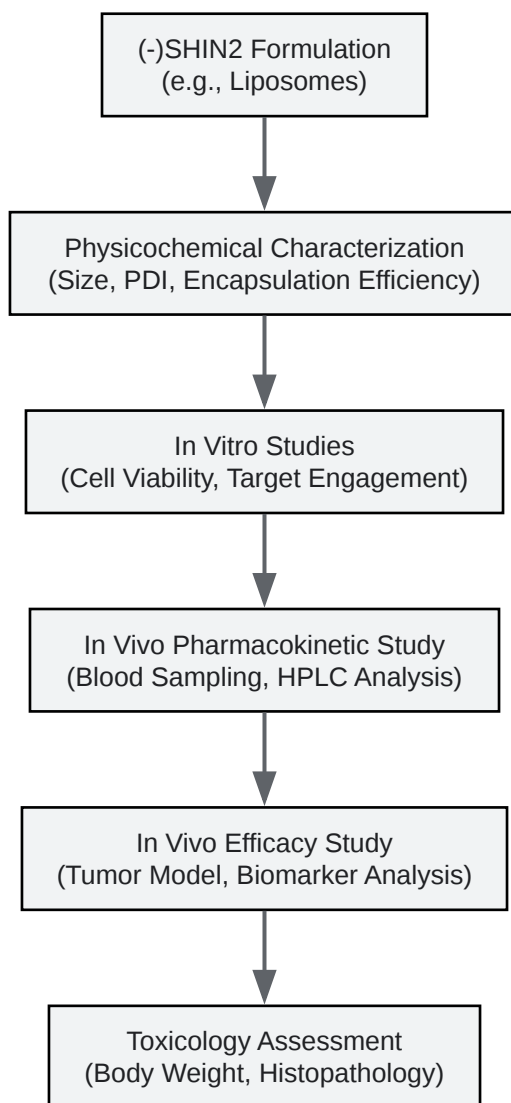 (-)SHIN2 Formulation
(e.g., Liposomes)
Physicochemical Characterization
(Size, PDI, Encapsulation Efficiency)
In Vitro Studies
(Cell Viability, Target Engagement)
In Vivo Pharmacokinetic Study
(Blood Sampling, HPLC Analysis)
In Vivo Efficacy Study
(Tumor Model, Biomarker Analysis)
Toxicology Assessment
(Body Weight, Histopathology)